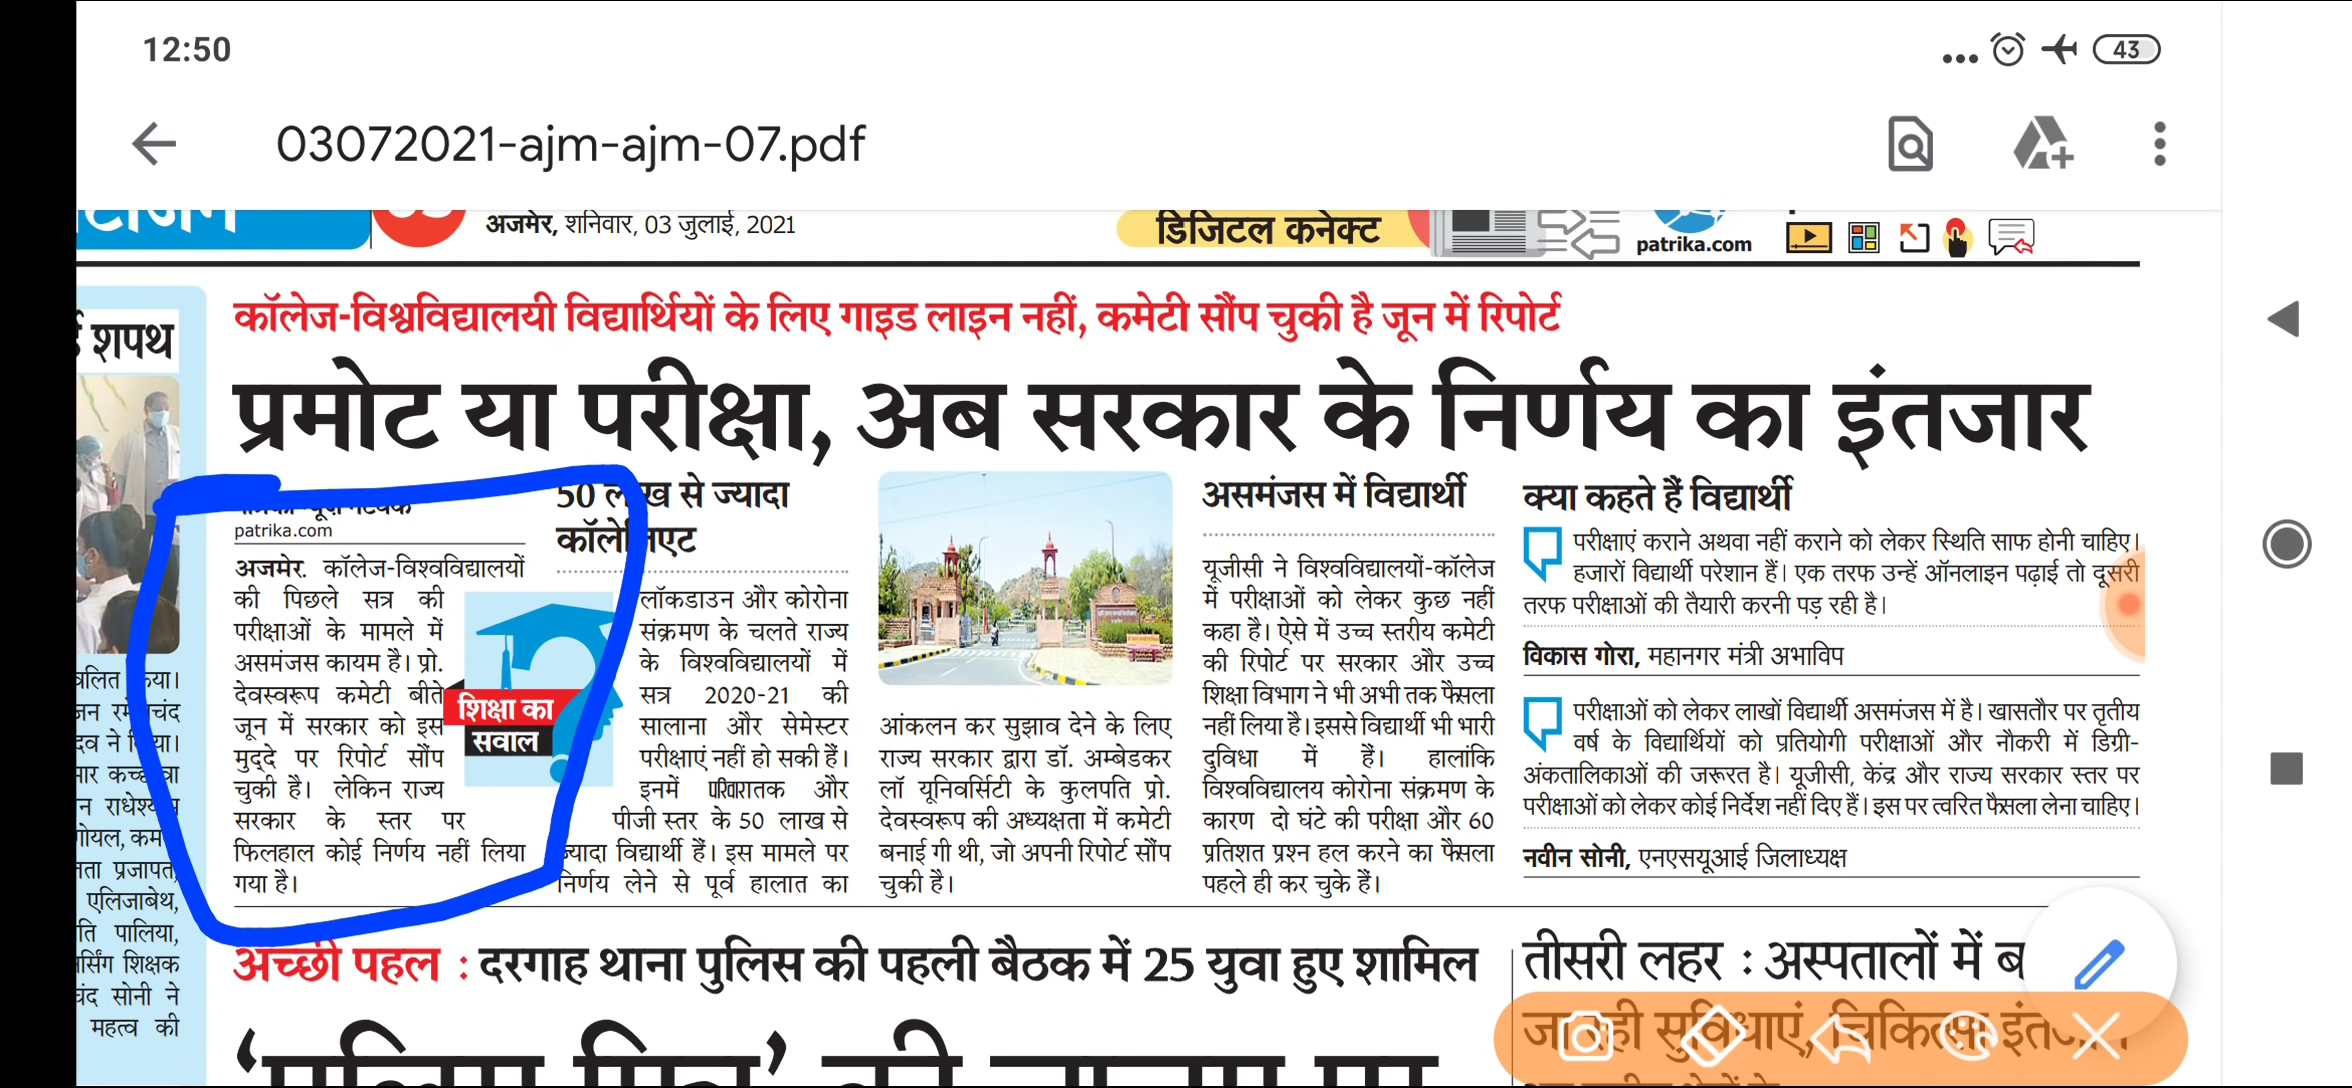 12:50
43
03072021-ajm-ajm-07.pdf
अजमेर, शनिवार, 03 जुलाई, 2021
डिजिटल कनेक्ट
patrika.com
शपथ
कॉलेज-विश्वविद्यालयी विद्यार्थियों के लिए गाइड लाइन नहीं, कमेटी सौंप चुकी है जून में रिपोर्ट
प्रमोट या परीक्षा, अब सरकार के निर्णय का इंतजार
patrika.com
अजमेर. कॉलेज-विश्वविद्यालयों
की पिछले सत्र की
परीक्षाओं के मामले में
असमंजस कायम है। प्रो.
देवस्वरूप कमेटी बीते
जून में सरकार को इस
मुद्दे पर रिपोर्ट सौंप
चुकी है। लेकिन राज्य
सरकार के स्तर पर
फिलहाल कोई निर्णय नहीं लिया
गया है।
शिक्षा का
सवाल
50 लाख से ज्यादा
कॉलेजिएट
लॉकडाउन और कोरोना
संक्रमण के चलते राज्य
के विश्वविद्यालयों में
सत्र 2020-21 की
सालाना और सेमेस्टर
परीक्षाएं नहीं हो सकी हैं।
इनमें और
पीजी स्तर के 50 लाख से
ज्यादा विद्यार्थी हैं। इस मामले पर
निर्णय लेने से पूर्व हालात का
आंकलन कर सुझाव देने के लिए
राज्य सरकार द्वारा डॉ. अम्बेडकर
लॉ यूनिवर्सिटी के कुलपति प्रो.
देवस्वरूप की अध्यक्षता में कमेटी
बनाई गी थी, जो अपनी रिपोर्ट सौंप
चुकी है।
असमंजस में विद्यार्थी
यूजीसी ने विश्वविद्यालयों-कॉलेज
में परीक्षाओं को लेकर कुछ नहीं
कहा है। ऐसे में उच्च स्तरीय कमेटी
की रिपोर्ट पर सरकार और उच्च
शिक्षा विभाग ने भी अभी तक फैसला
नहीं लिया है। इससे विद्यार्थी भी भारी
दुविधा में हैं। हालांकि
विश्वविद्यालय कोरोना संक्रमण के
कारण दो घंटे की परीक्षा और 60
प्रतिशत प्रश्न हल करने का फैसला
पहले ही कर चुके हैं।
क्या कहते हैं विद्यार्थी
परीक्षाएं कराने अथवा नहीं कराने को लेकर स्थिति साफ होनी चाहिए।
हजारों विद्यार्थी परेशान हैं। एक तरफ उन्हें ऑनलाइन पढ़ाई तो दूसरी
तरफ परीक्षाओं की तैयारी करनी पड़ रही है।
विकास गोरा, महानगर मंत्री अभाविप
परीक्षाओं को लेकर लाखों विद्यार्थी असमंजस में है। खासतौर पर तृतीय
वर्ष के विद्यार्थियों को प्रतियोगी परीक्षाओं और नौकरी में डिग्री-
अंकतालिकाओं की जरूरत है। यूजीसी, केंद्र और राज्य सरकार स्तर पर
परीक्षाओं को लेकर कोई निर्देश नहीं दिए हैं। इस पर त्वरित फैसला लेना चाहिए।
नवीन सोनी, एनएसयूआई जिलाध्यक्ष
गोयल,
एलिजाबेथ,
पालिया,
शिक्षक
सोनी ने
महत्व की
अच्छी पहल : दरगाह थाना पुलिस की पहली बैठक में 25 युवा हुए शामिल
तीसरी लहर : अस्पतालों में